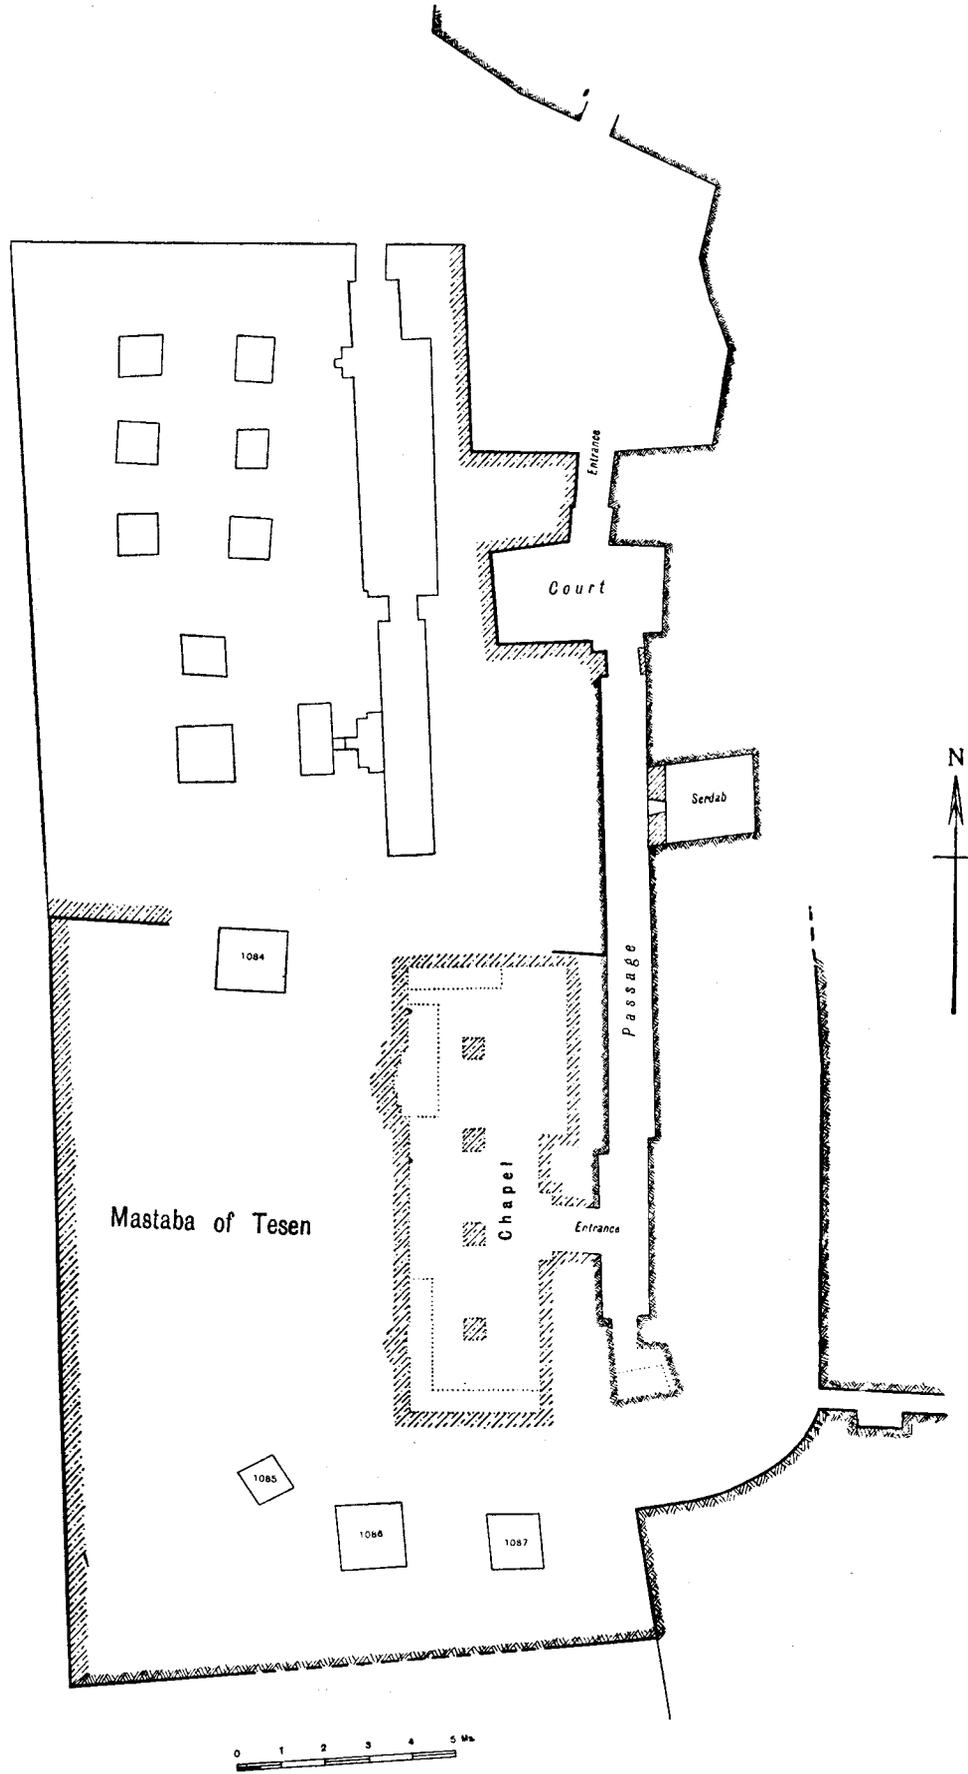 Entrance
Court
Serdab
N
1084
Passage
Chapel
Mastaba of Tesen
Entrance
1085
1086
1087
0 1 2 3 4 5 Ms.